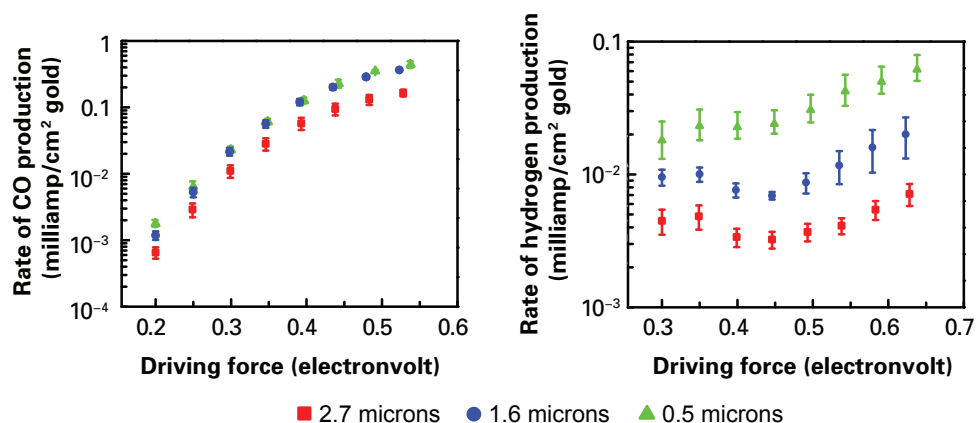 Rate of CO production
(milliamp/cm² gold)
1
0.1
10⁻²
10⁻³
10⁻⁴
0.2 0.3 0.4 0.5 0.6
Driving force (electronvolt)
Rate of hydrogen production
(milliamp/cm² gold)
0.1
10⁻²
10⁻³
0.3 0.4 0.5 0.6 0.7
Driving force (electronvolt)
2.7 microns 1.6 microns 0.5 microns